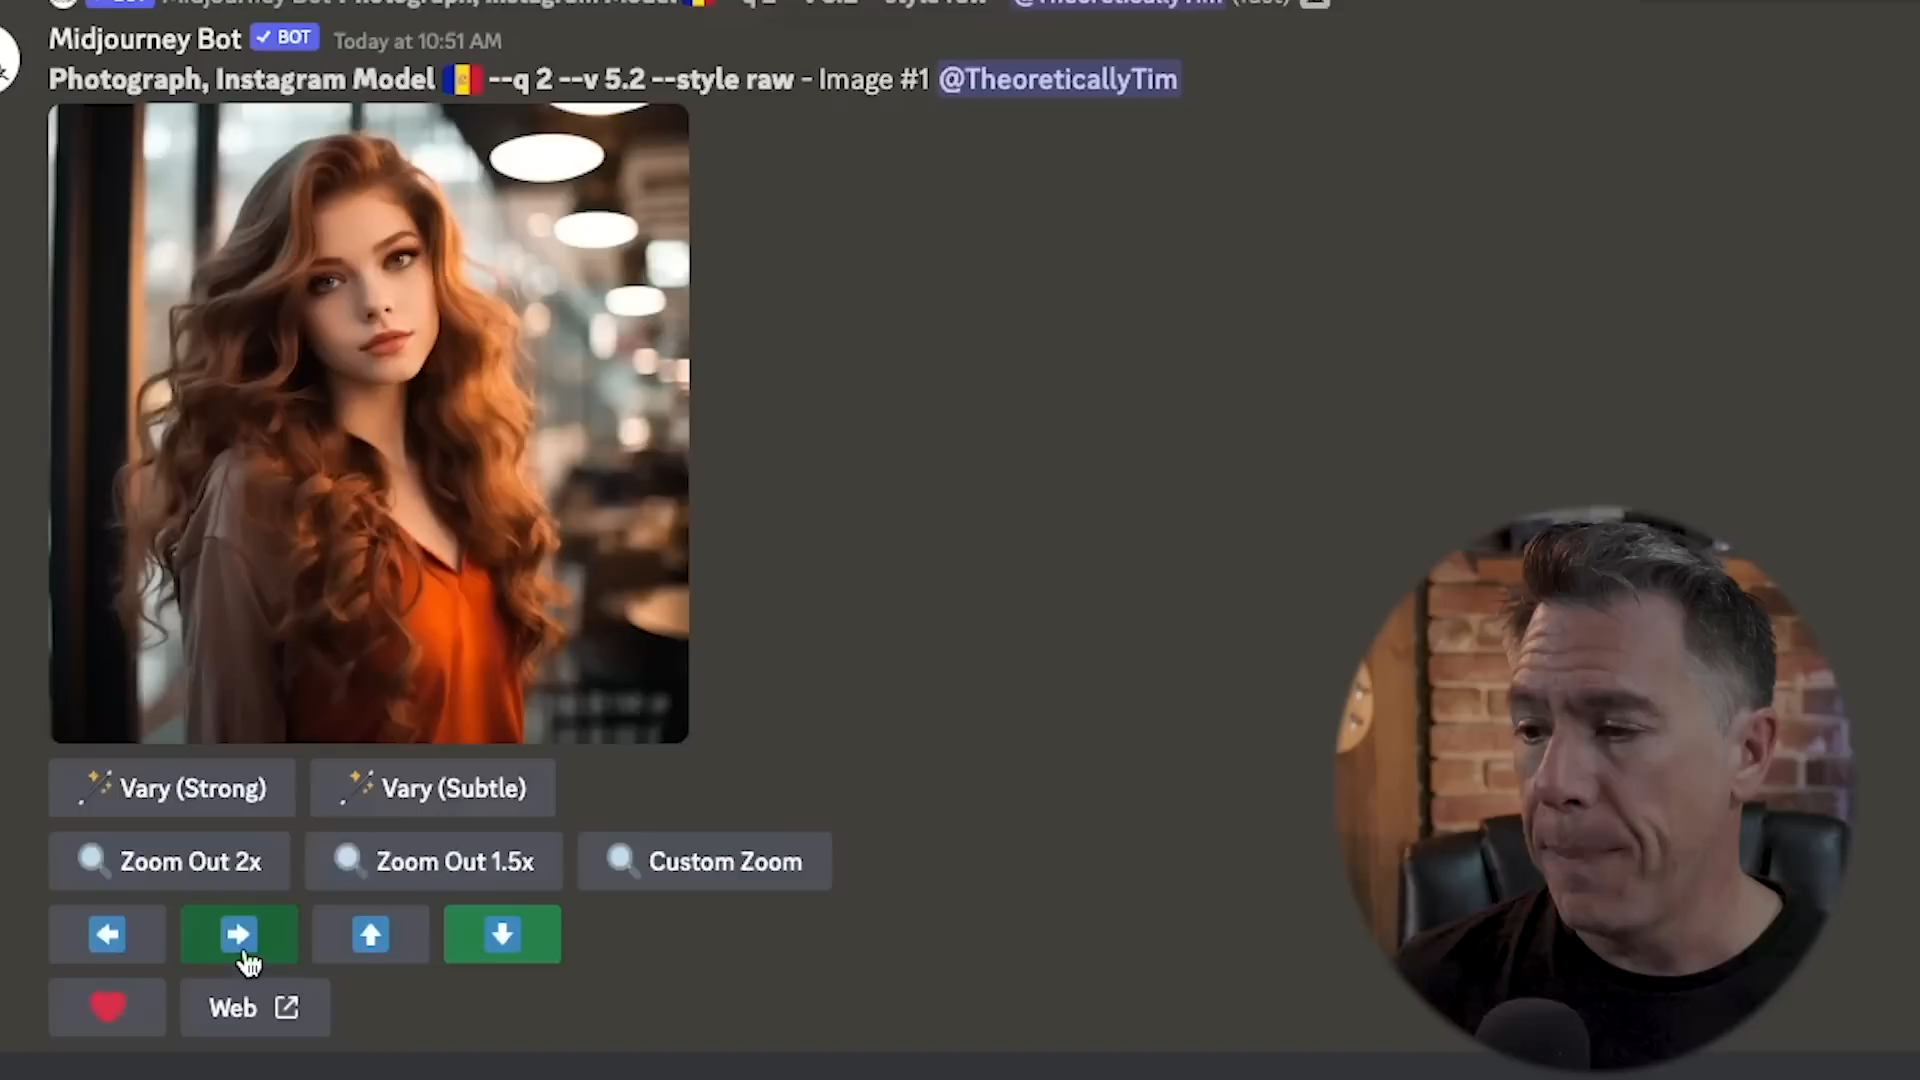 Midjourney Bot ✓ BOT Today at 10:51 AM
Photograph, Instagram Model 🇦🇩 --q 2 --v 5.2 --style raw - Image #1 @TheoreticallyTim
Vary (Strong) Vary (Subtle)
Zoom Out 2x Zoom Out 1.5x Custom Zoom
Web